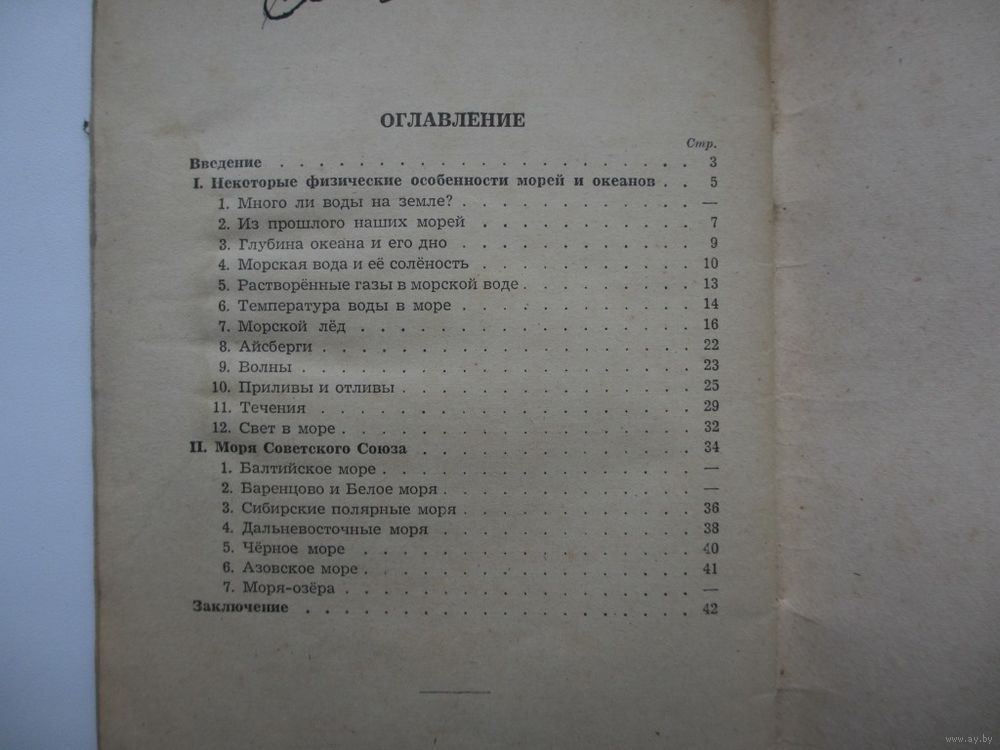 ОГЛАВЛЕНИЕ
Стр.
Введение . . . . . . . . . . . . . . . . . . . . 3
I. Некоторые физические особенности морей и океанов . . 5
1. Много ли воды на земле? . . . . . . . . . . . —
2. Из прошлого наших морей . . . . . . . . . . . 7
3. Глубина океана и его дно . . . . . . . . . . . 9
4. Морская вода и её солёность . . . . . . . . . . . 10
5. Растворённые газы в морской воде . . . . . . . . . 13
6. Температура воды в море . . . . . . . . . . . . 14
7. Морской лёд . . . . . . . . . . . . . . . . . 16
8. Айсберги . . . . . . . . . . . . . . . . . . . 22
9. Волны . . . . . . . . . . . . . . . . . . . . 23
10. Приливы и отливы . . . . . . . . . . . . . . . 25
11. Течения . . . . . . . . . . . . . . . . . . . 29
12. Свет в море . . . . . . . . . . . . . . . . . . 32
II. Моря Советского Союза . . . . . . . . . . . . . . 34
1. Балтийское море . . . . . . . . . . . . . . . . —
2. Баренцово и Белое моря . . . . . . . . . . . . . —
3. Сибирские полярные моря . . . . . . . . . . . . 36
4. Дальневосточные моря . . . . . . . . . . . . . 38
5. Чёрное море . . . . . . . . . . . . . . . . . 40
6. Азовское море . . . . . . . . . . . . . . . . . 41
7. Моря-озёра . . . . . . . . . . . . . . . . . . —
Заключение . . . . . . . . . . . . . . . . . . . 42
www.ay.by